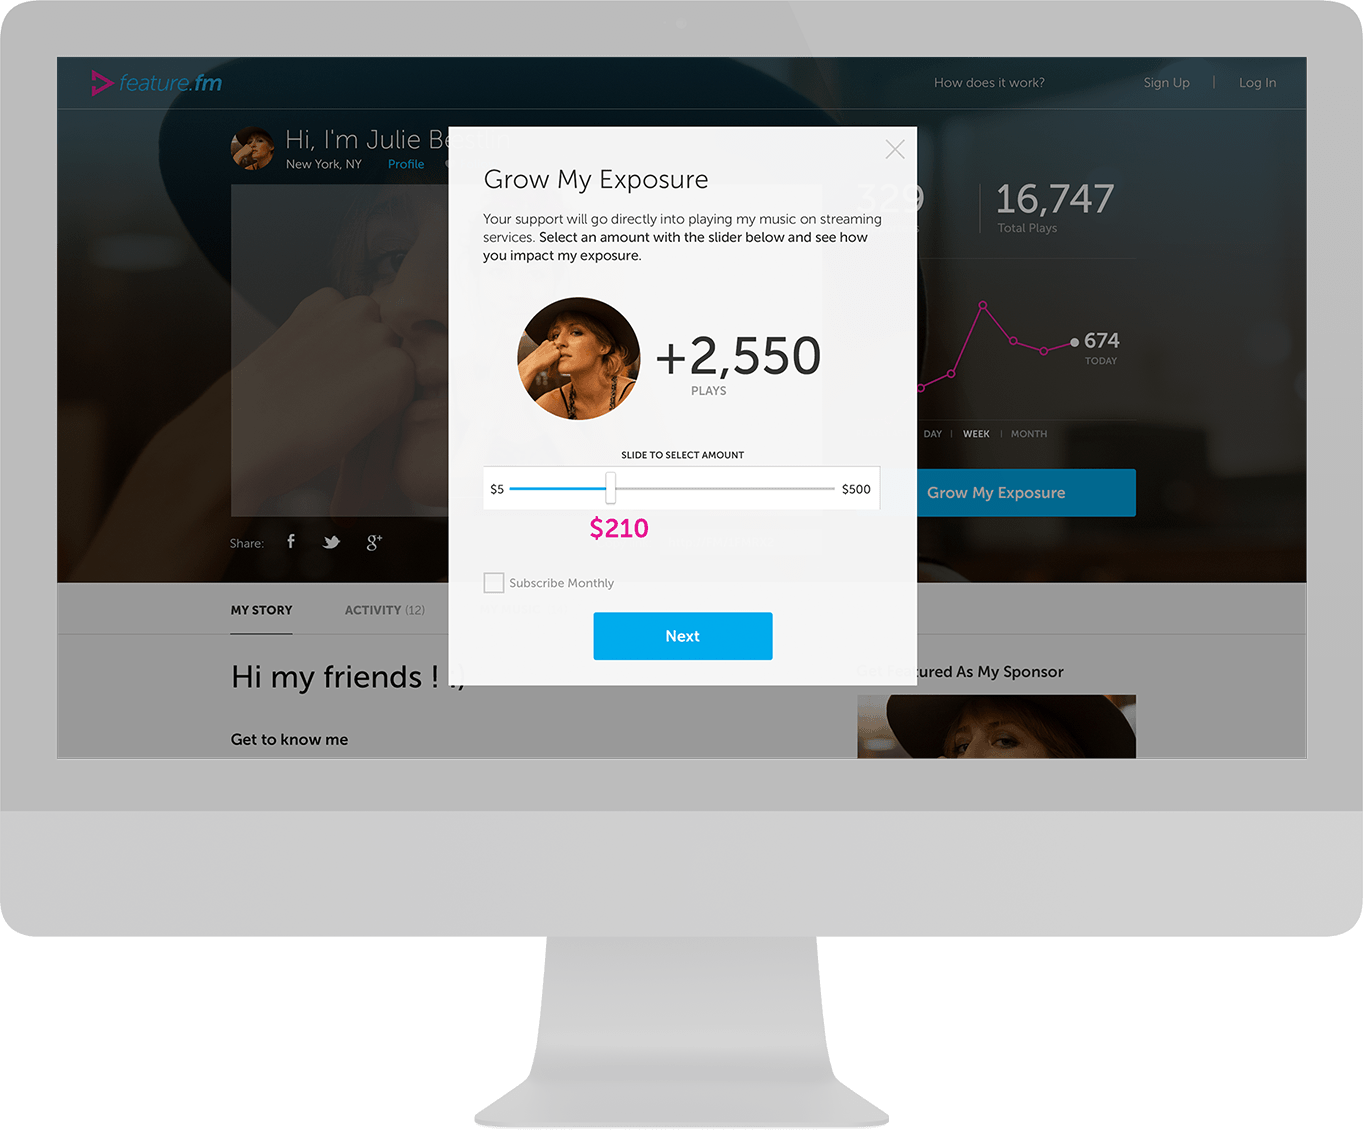 feature.fm
How does it work?
Sign Up | Log In
Hi, I'm Julie
New York, NY Profile
329
16,747
Total Plays
Grow My Exposure
Your support will go directly into playing my music on streaming
services. Select an amount with the slider below and see how
you impact my exposure.
+2,550
PLAYS
674
TODAY
DAY | WEEK | MONTH
SLIDE TO SELECT AMOUNT
$5
$500
$210
Grow My Exposure
Share: f g+
Subscribe Monthly
Next
MY STORY
ACTIVITY (12)
Hi my friends ! :)
Get to know me
As My Sponsor